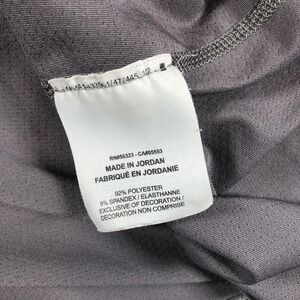 RN#56323 - CA#05553
MADE IN JORDAN
FABRIQUÉ EN JORDANIE
92% POLYESTER
8% SPANDEX / ELASTHANNE
EXCLUSIVE OF DECORATION /
DECORATION NON COMPRISE